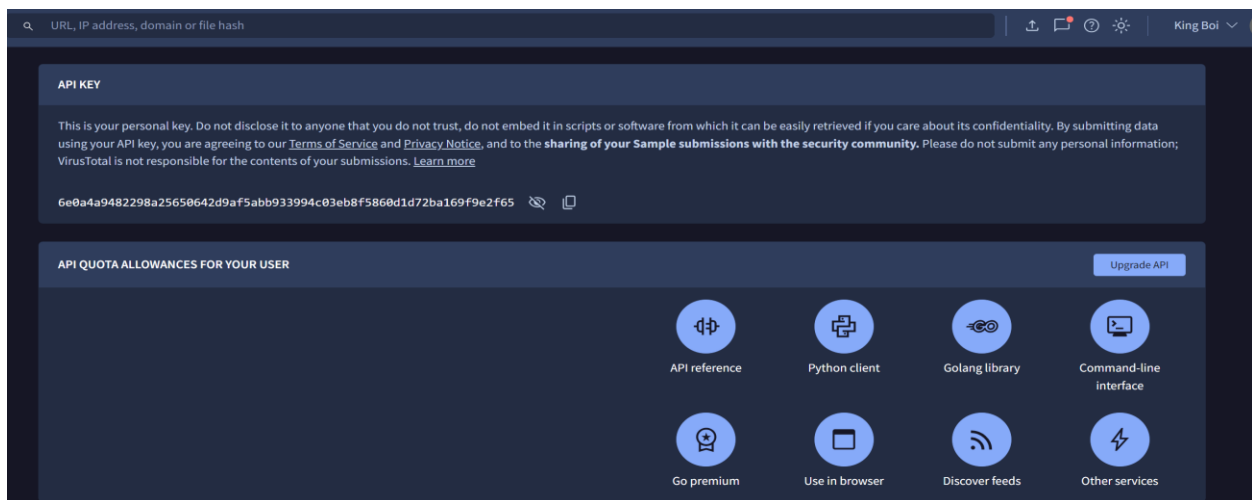 URL, IP address, domain or file hash
King Boi
API KEY
This is your personal key. Do not disclose it to anyone that you do not trust, do not embed it in scripts or software from which it can be easily retrieved if you care about its confidentiality. By submitting data
using your API key, you are agreeing to our Terms of Service and Privacy Notice, and to the sharing of your Sample submissions with the security community. Please do not submit any personal information;
VirusTotal is not responsible for the contents of your submissions. Learn more
6e0a4a9482298a25650642d9af5abb933994c03eb8f5860d1d72ba169f9e2f65
API QUOTA ALLOWANCES FOR YOUR USER
Upgrade API
GO
API reference
Python client
Golang library
Command-line
interface
Go premium
Use in browser
Discover feeds
Other services